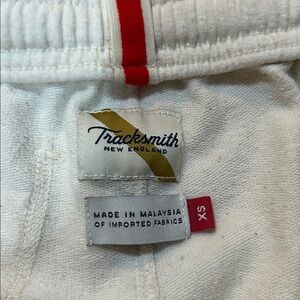 Tracksmith
NEW ENGLAND
MADE IN MALAYSIA
OF IMPORTED FABRICS
XS